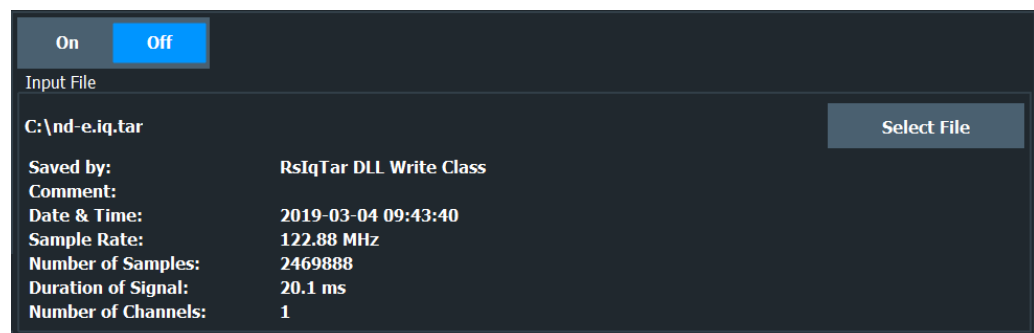 On Off
Input File
C:\nd-e.iq.tar Select File
Saved by: RsIqTar DLL Write Class
Comment:
Date & Time: 2019-03-04 09:43:40
Sample Rate: 122.88 MHz
Number of Samples: 2469888
Duration of Signal: 20.1 ms
Number of Channels: 1